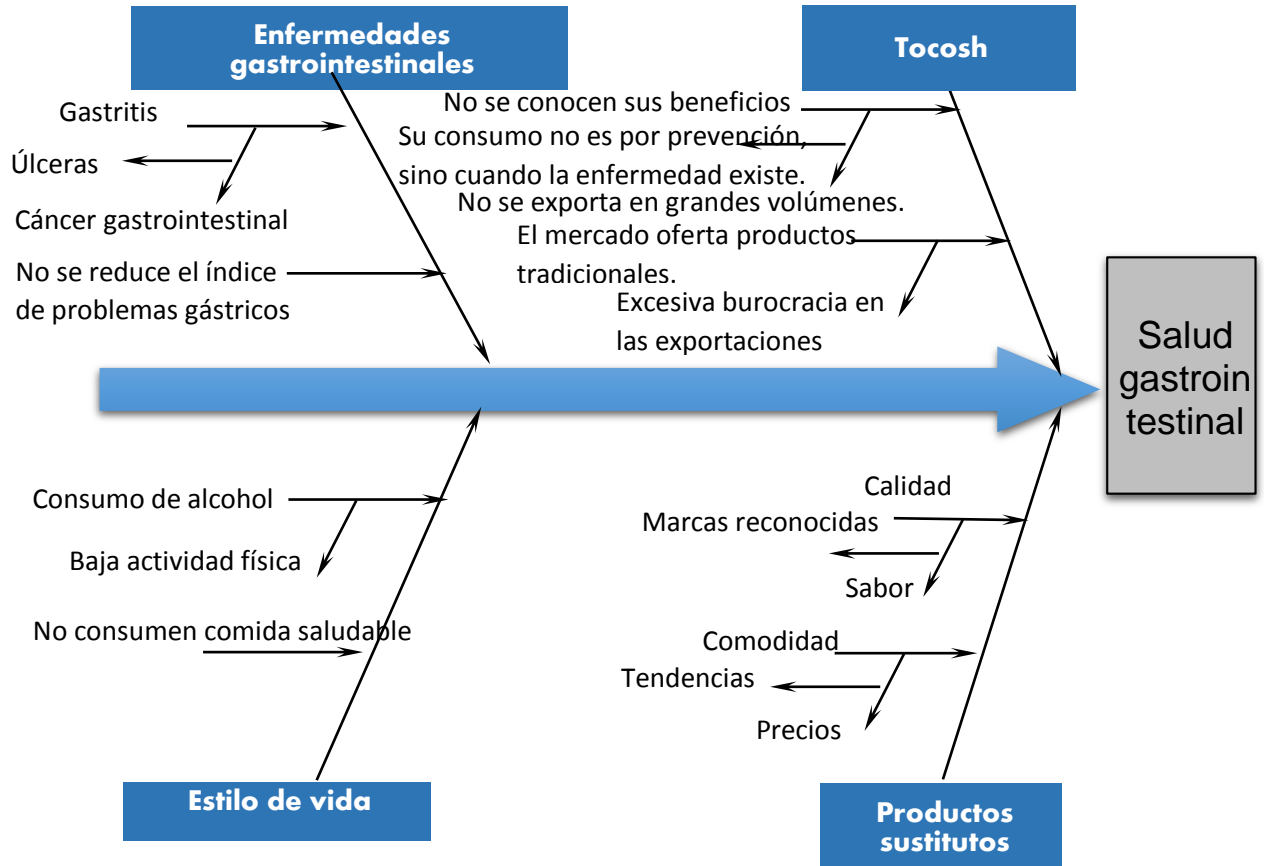 Enfermedades
gastrointestinales
Tocosh
Gastritis
Úlceras
Cáncer gastrointestinal
No se reduce el índice
de problemas gástricos
No se conocen sus beneficios
Su consumo no es por prevención,
sino cuando la enfermedad existe.
No se exporta en grandes volúmenes.
El mercado oferta productos
tradicionales.
Excesiva burocracia en
las exportaciones
Salud
gastroin
testinal
Consumo de alcohol
Baja actividad física
No consumen comida saludable
Calidad
Marcas reconocidas
Sabor
Comodidad
Tendencias
Precios
Estilo de vida
Productos
sustitutos